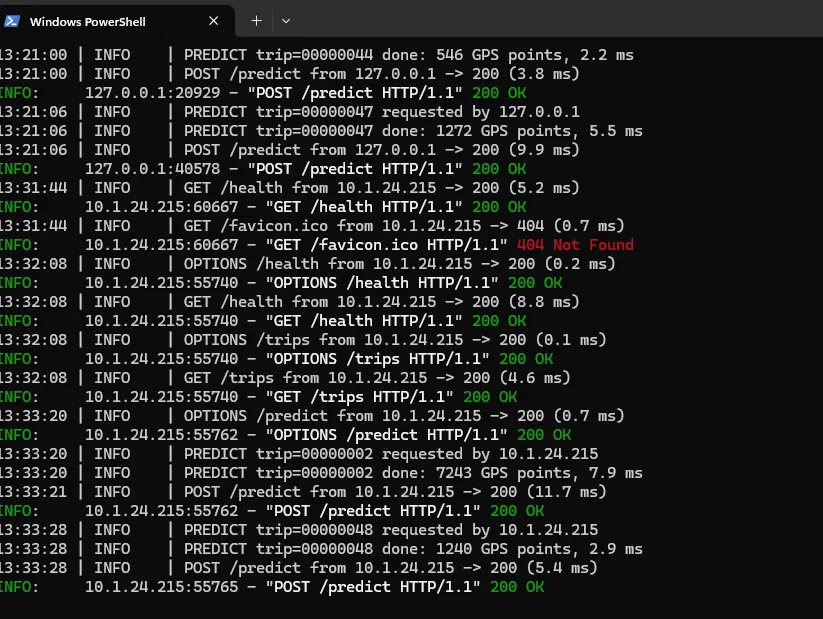 Windows PowerShell
13:21:00 | INFO | PREDICT trip=00000044 done: 546 GPS points, 2.2 ms
13:21:00 | INFO | POST /predict from 127.0.0.1 -> 200 (3.8 ms)
INFO: 127.0.0.1:20929 - "POST /predict HTTP/1.1" 200 OK
13:21:06 | INFO | PREDICT trip=00000047 requested by 127.0.0.1
13:21:06 | INFO | PREDICT trip=00000047 done: 1272 GPS points, 5.5 ms
13:21:06 | INFO | POST /predict from 127.0.0.1 -> 200 (9.9 ms)
INFO: 127.0.0.1:40578 - "POST /predict HTTP/1.1" 200 OK
13:31:44 | INFO | GET /health from 10.1.24.215 -> 200 (5.2 ms)
INFO: 10.1.24.215:60667 - "GET /health HTTP/1.1" 200 OK
13:31:44 | INFO | GET /favicon.ico from 10.1.24.215 -> 404 (0.7 ms)
INFO: 10.1.24.215:60667 - "GET /favicon.ico HTTP/1.1" 404 Not Found
13:32:08 | INFO | OPTIONS /health from 10.1.24.215 -> 200 (0.2 ms)
INFO: 10.1.24.215:55740 - "OPTIONS /health HTTP/1.1" 200 OK
13:32:08 | INFO | GET /health from 10.1.24.215 -> 200 (8.8 ms)
INFO: 10.1.24.215:55740 - "GET /health HTTP/1.1" 200 OK
13:32:08 | INFO | OPTIONS /trips from 10.1.24.215 -> 200 (0.1 ms)
INFO: 10.1.24.215:55740 - "OPTIONS /trips HTTP/1.1" 200 OK
13:32:08 | INFO | GET /trips from 10.1.24.215 -> 200 (4.6 ms)
INFO: 10.1.24.215:55740 - "GET /trips HTTP/1.1" 200 OK
13:33:20 | INFO | OPTIONS /predict from 10.1.24.215 -> 200 (0.7 ms)
INFO: 10.1.24.215:55762 - "OPTIONS /predict HTTP/1.1" 200 OK
13:33:20 | INFO | PREDICT trip=00000002 requested by 10.1.24.215
13:33:20 | INFO | PREDICT trip=00000002 done: 7243 GPS points, 7.9 ms
13:33:21 | INFO | POST /predict from 10.1.24.215 -> 200 (11.7 ms)
INFO: 10.1.24.215:55762 - "POST /predict HTTP/1.1" 200 OK
13:33:28 | INFO | PREDICT trip=00000048 requested by 10.1.24.215
13:33:28 | INFO | PREDICT trip=00000048 done: 1240 GPS points, 2.9 ms
13:33:28 | INFO | POST /predict from 10.1.24.215 -> 200 (5.4 ms)
INFO: 10.1.24.215:55765 - "POST /predict HTTP/1.1" 200 OK